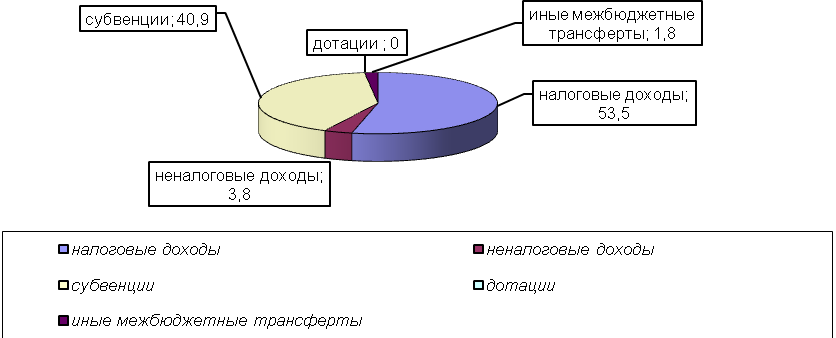 субвенции; 40,9
дотации ; 0
иные межбюджетные
трансферты; 1,8
налоговые доходы;
53,5
неналоговые доходы;
3,8
налоговые доходы
неналоговые доходы
субвенции
дотации
иные межбюджетные трансферты